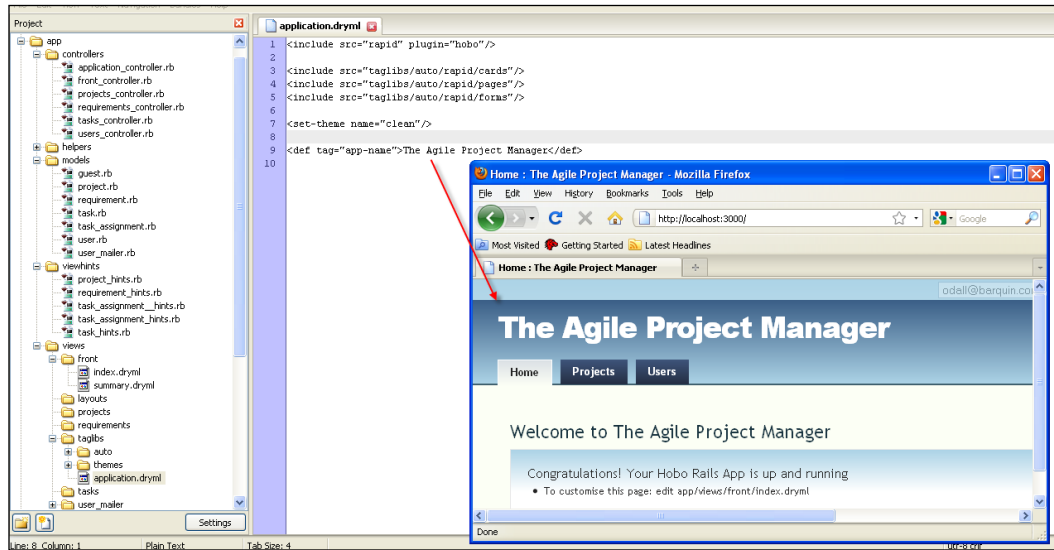 Project
app
controllers
application_controller.rb
front_controller.rb
projects_controller.rb
requirements_controller.rb
tasks_controller.rb
users_controller.rb
helpers
models
guest.rb
project.rb
requirement.rb
task.rb
task_assignment.rb
user.rb
user_mailer.rb
viewhints
project_hints.rb
requirement_hints.rb
task_assignment__hints.rb
task_assignment_hints.rb
task_hints.rb
views
front
index.dryml
summary.dryml
layouts
projects
requirements
taglibs
auto
themes
application.dryml
tasks
user_mailer
Settings
Line: 8 Column: 1 Plain Text Tab Size: 4
application.dryml
1 <include src="rapid" plugin="hobo"/>
2
3 <include src="taglibs/auto/rapid/cards"/>
4 <include src="taglibs/auto/rapid/pages"/>
5 <include src="taglibs/auto/rapid/forms"/>
6
7 <set-theme name="clean"/>
8
9 <def tag="app-name">The Agile Project Manager</def>
10
Home : The Agile Project Manager - Mozilla Firefox
File Edit View History Bookmarks Tools Help
http://localhost:3000/ Google
Most Visited Getting Started Latest Headlines
Home : The Agile Project Manager
odall@barquin.co
The Agile Project Manager
Home Projects Users
Welcome to The Agile Project Manager
Congratulations! Your Hobo Rails App is up and running
• To customise this page: edit app/views/front/index.dryml
Done